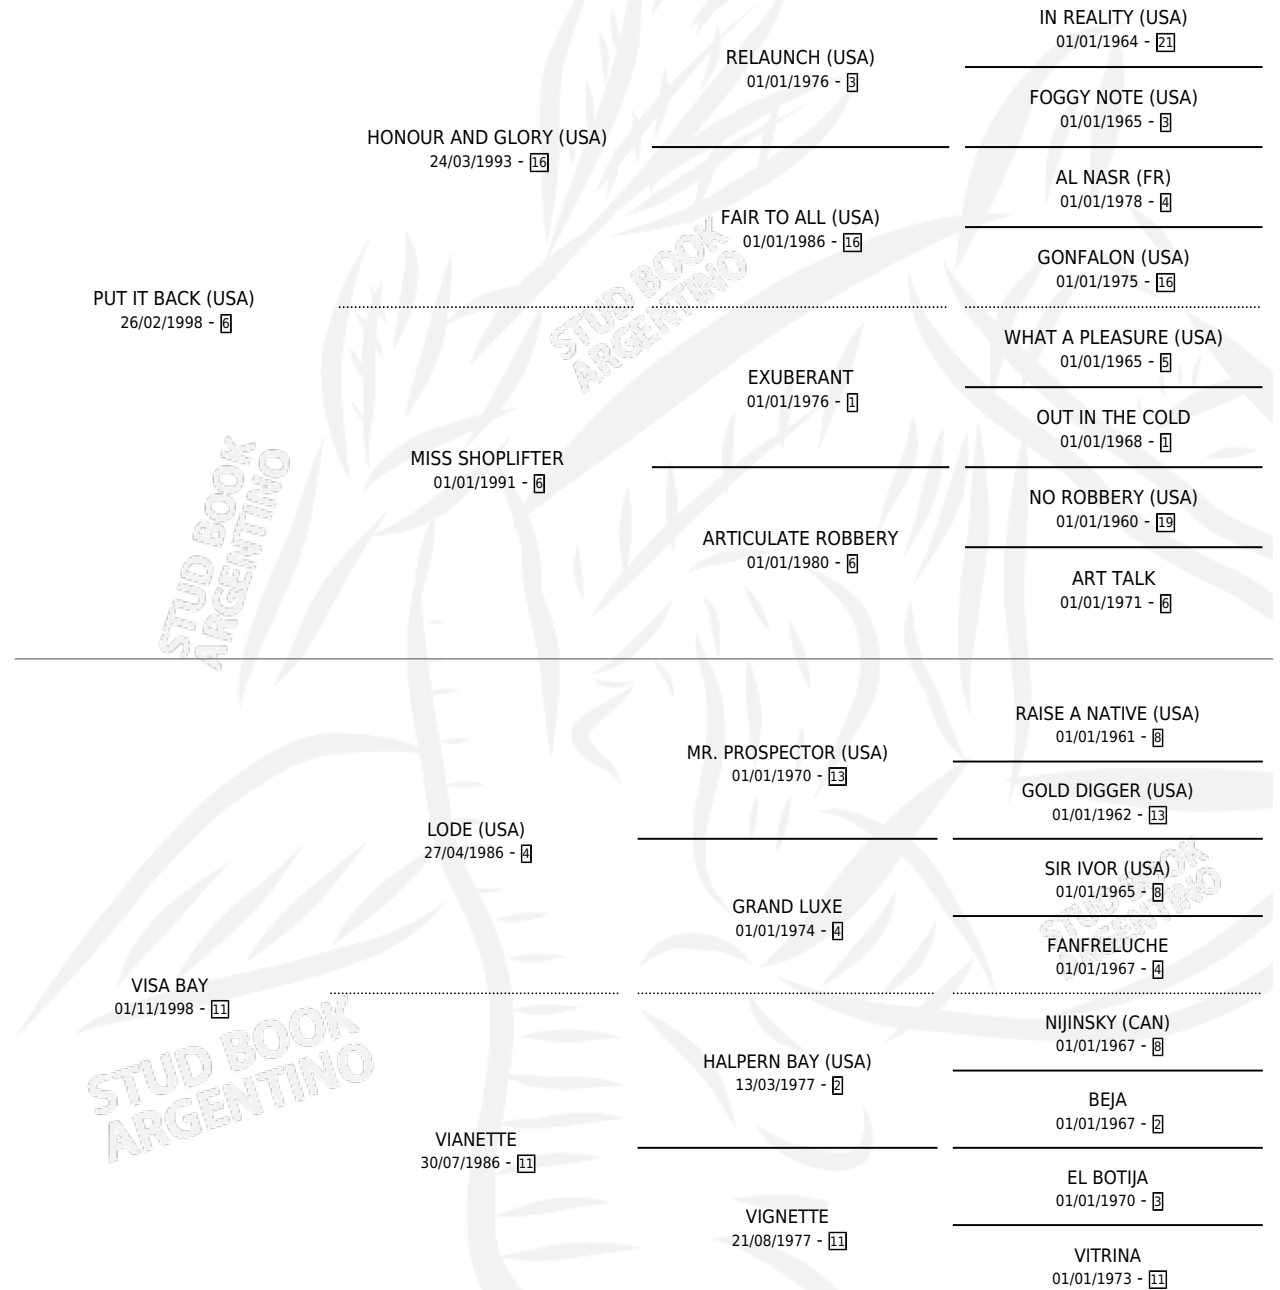 IN REALITY (USA)
01/01/1964 - 21
RELAUNCH (USA)
01/01/1976 - 3
FOGGY NOTE (USA)
01/01/1965 - 3
HONOUR AND GLORY (USA)
24/03/1993 - 16
AL NASR (FR)
01/01/1978 - 4
FAIR TO ALL (USA)
01/01/1986 - 16
GONFALON (USA)
01/01/1975 - 16
PUT IT BACK (USA)
26/02/1998 - 6
WHAT A PLEASURE (USA)
01/01/1965 - 5
EXUBERANT
01/01/1976 - 1
OUT IN THE COLD
01/01/1968 - 1
MISS SHOPLIFTER
01/01/1991 - 6
NO ROBBERY (USA)
01/01/1960 - 19
ARTICULATE ROBBERY
01/01/1980 - 6
ART TALK
01/01/1971 - 6
RAISE A NATIVE (USA)
01/01/1961 - 8
MR. PROSPECTOR (USA)
01/01/1970 - 13
GOLD DIGGER (USA)
01/01/1962 - 13
LODE (USA)
27/04/1986 - 4
SIR IVOR (USA)
01/01/1965 - 8
GRAND LUXE
01/01/1974 - 4
FANFRELUCHE
01/01/1967 - 4
VISA BAY
01/11/1998 - 11
NIJINSKY (CAN)
01/01/1967 - 8
HALPERN BAY (USA)
13/03/1977 - 2
BEJA
01/01/1967 - 2
VIANETTE
30/07/1986 - 11
EL BOTIJA
01/01/1970 - 3
VIGNETTE
21/08/1977 - 11
VITRINA
01/01/1973 - 11
STUD BOOK
ARGENTINO
STUD BOOK
ARGENTINO
STUD BOOK
ARGENTINO
STUD BOOK
ARGENTINO